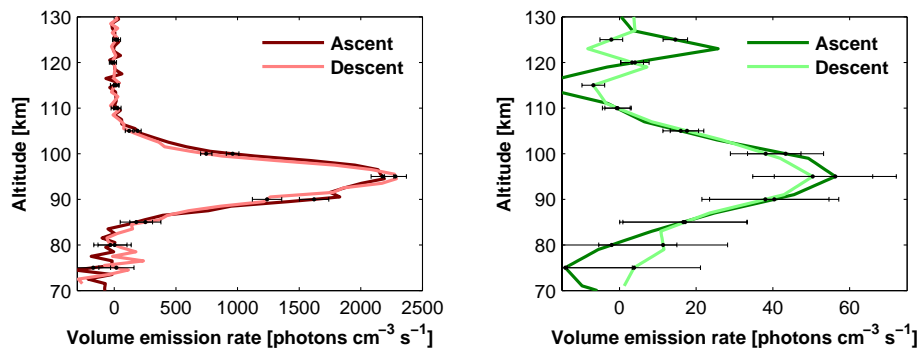 130
120
110
100
90
80
70
Altitude [km]
Ascent
Descent
0 500 1000 1500 2000 2500
Volume emission rate [photons cm⁻³ s⁻¹]
130
120
110
100
90
80
70
Altitude [km]
Ascent
Descent
0 20 40 60
Volume emission rate [photons cm⁻³ s⁻¹]